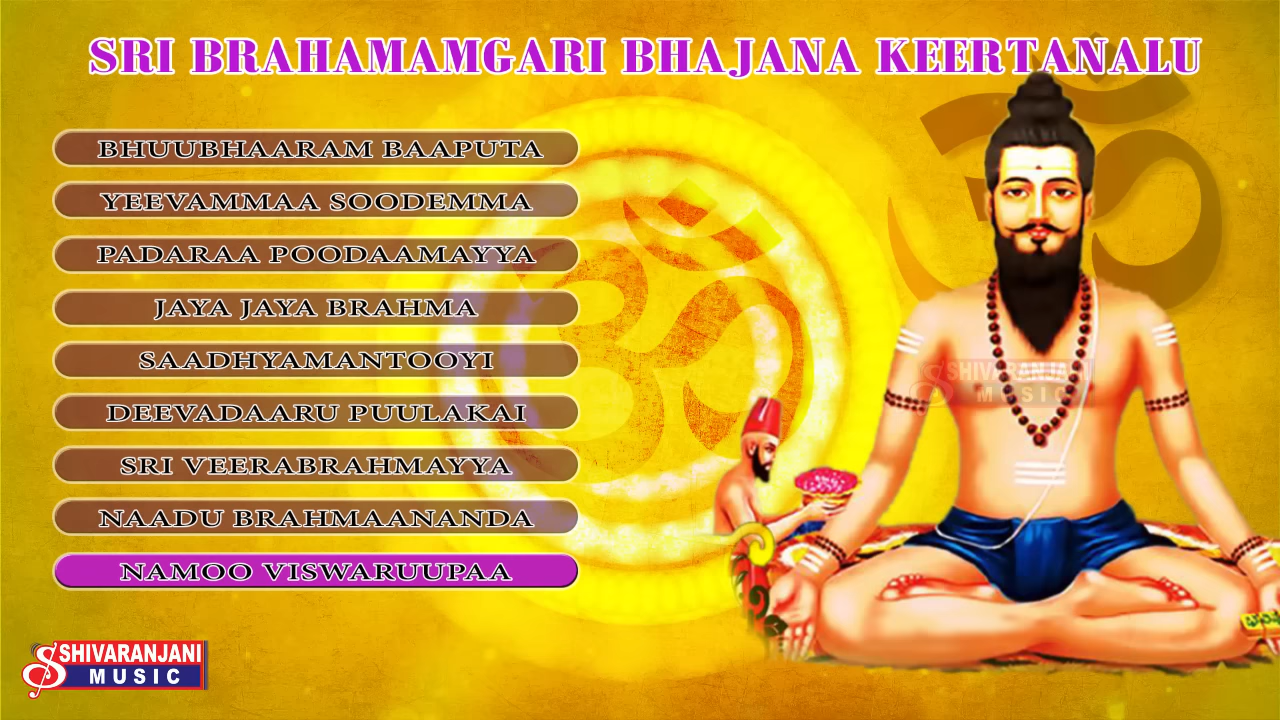 SRI BRAHAMAMGARI BHAJANA KEERTANALU
BHUUBHAARAM BAAPUTA
YEEVAMMAA SOODEMMA
PADARAA POODAAMAYYA
JAYA JAYA BRAHMA
SAADHYAMANTOOYI
DEEVADAARU PUULAKAI
SRI VEERABRAHMAYYA
NAADU BRAHMAANANDA
NAMOO VISWARUUPAA
SHIVARANJANI
MUSIC
SHIVARANJANI
MUSIC
ॐ
ॐ